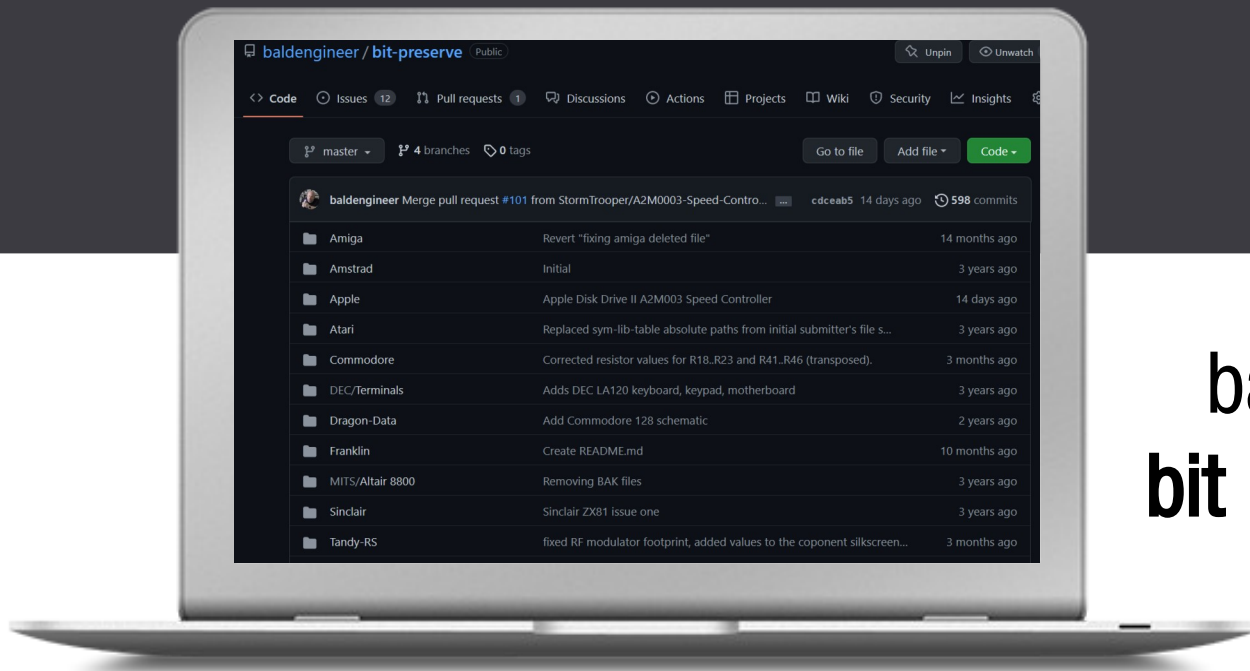 baldengineer / bit-preserve Public Unpin Unwatch
Code Issues 12 Pull requests 1 Discussions Actions Projects Wiki Security Insights
master 4 branches 0 tags Go to file Add file Code
baldengineer Merge pull request #101 from StormTrooper/A2M0003-Speed-Contro... ... cdceab5 14 days ago 598 commits
Amiga Revert "fixing amiga deleted file" 14 months ago
Amstrad Initial 3 years ago
Apple Apple Disk Drive II A2M003 Speed Controller 14 days ago
Atari Replaced sym-lib-table absolute paths from initial submitter's file s... 3 years ago
Commodore Corrected resistor values for R18..R23 and R41..R46 (transposed). 3 months ago
DEC/Terminals Adds DEC LA120 keyboard, keypad, motherboard 3 years ago
Dragon-Data Add Commodore 128 schematic 2 years ago
Franklin Create README.md 10 months ago
MITS/Altair 8800 Removing BAK files 3 years ago
Sinclair Sinclair ZX81 issue one 3 years ago
Tandy-RS fixed RF modulator footprint, added values to the coponent silkscreen... 3 months ago
ba
bit